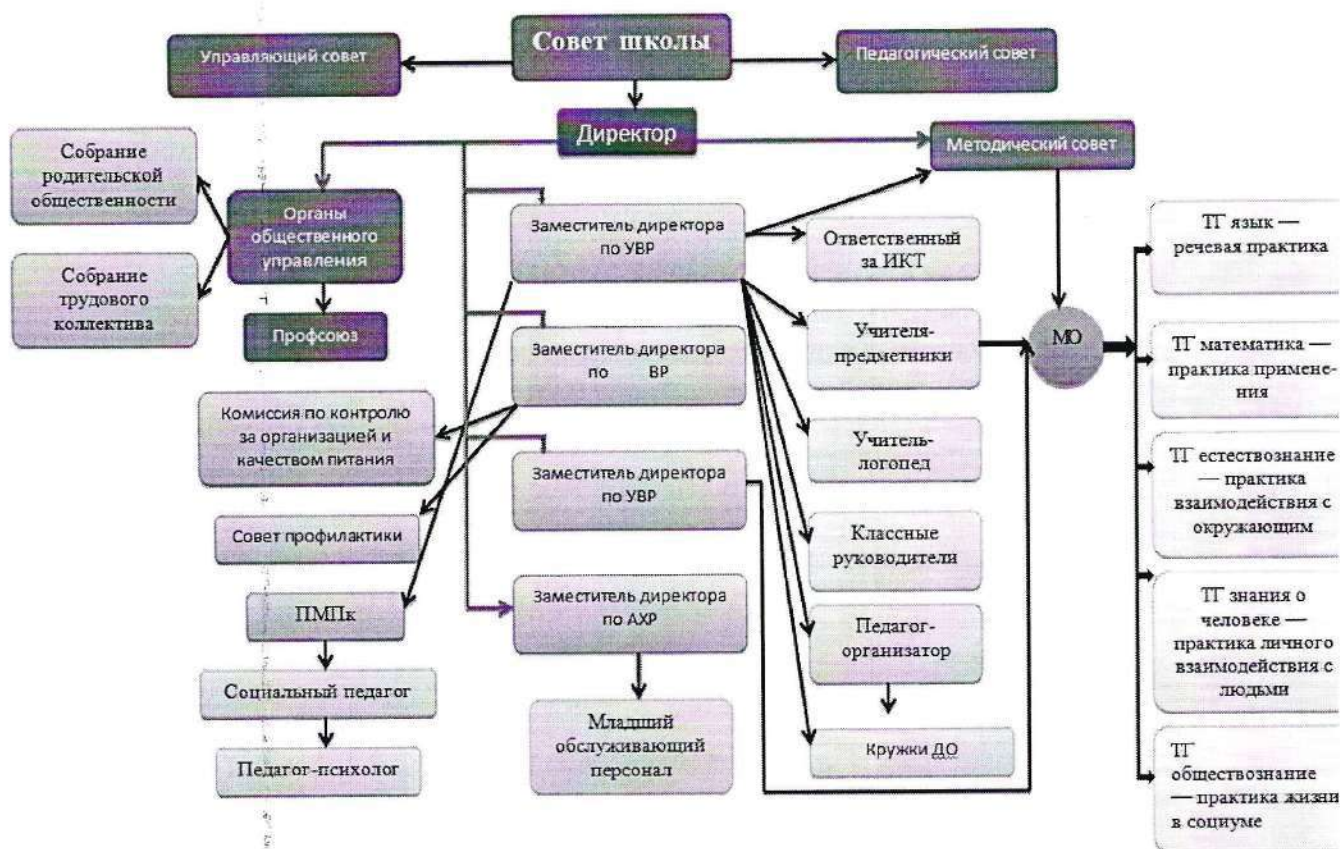 Совет школы
Управляющий совет
Педагогический совет
Директор
Методический совет
Собрание
родительской
общественности
Органы
общественного
управления
Собрание
трудового
коллектива
Профсоюз
Заместитель директора
по УВР
Ответственный
за ИКТ
ТГ язык —
речевая практика
Заместитель директора
по ВР
Учителя-
предметники
МО
ТГ математика —
практика примене-
ния
Комиссия по контролю
за организацией и
качеством питания
Заместитель директора
по УВР
Учитель-
логопед
ТГ естествознание
— практика
взаимодействия с
окружающим
Совет профилактики
Классные
руководители
ПМПк
Заместитель директора
по АХР
Педагог-
организатор
ТГ знания о
человеке —
практика личного
взаимодействия с
людьми
Социальный педагог
Младший
обслуживающий
персонал
Кружки ДО
Педагог-психолог
ТГ
обществознание
— практика жизни
в социуме